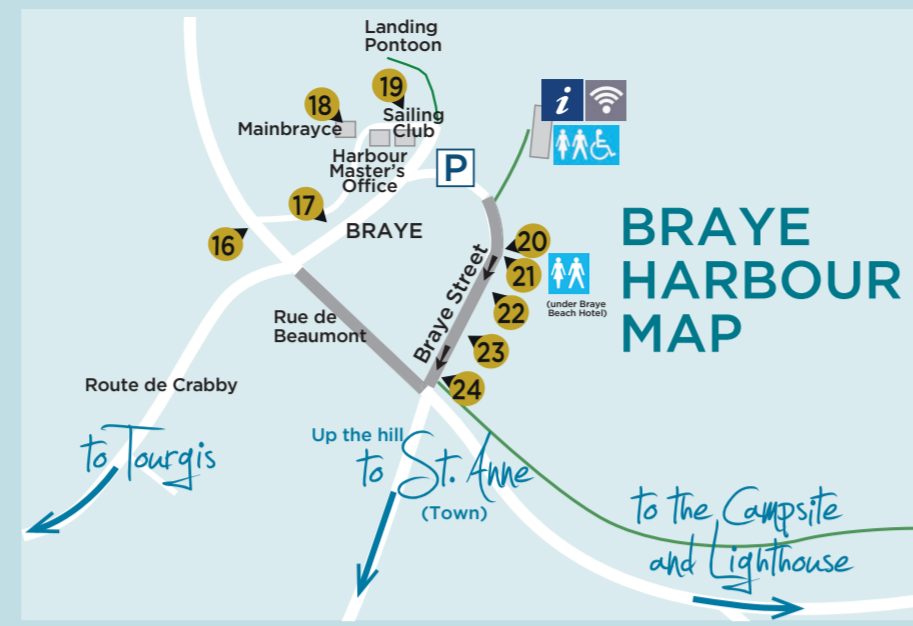 Landing
Pontoon
19
18
Sailing
Club
Mainbrayce
Harbour
Master's
Office
i
P
17
BRAYE
16
20
21
22
23
24
Braye Street
(under Braye
Beach Hotel)
BRAYE
HARBOUR
MAP
Rue de
Beaumont
Route de Crabby
to Tourgis
Up the hill
to St. Anne
(Town)
to the Campsite
and Lighthouse